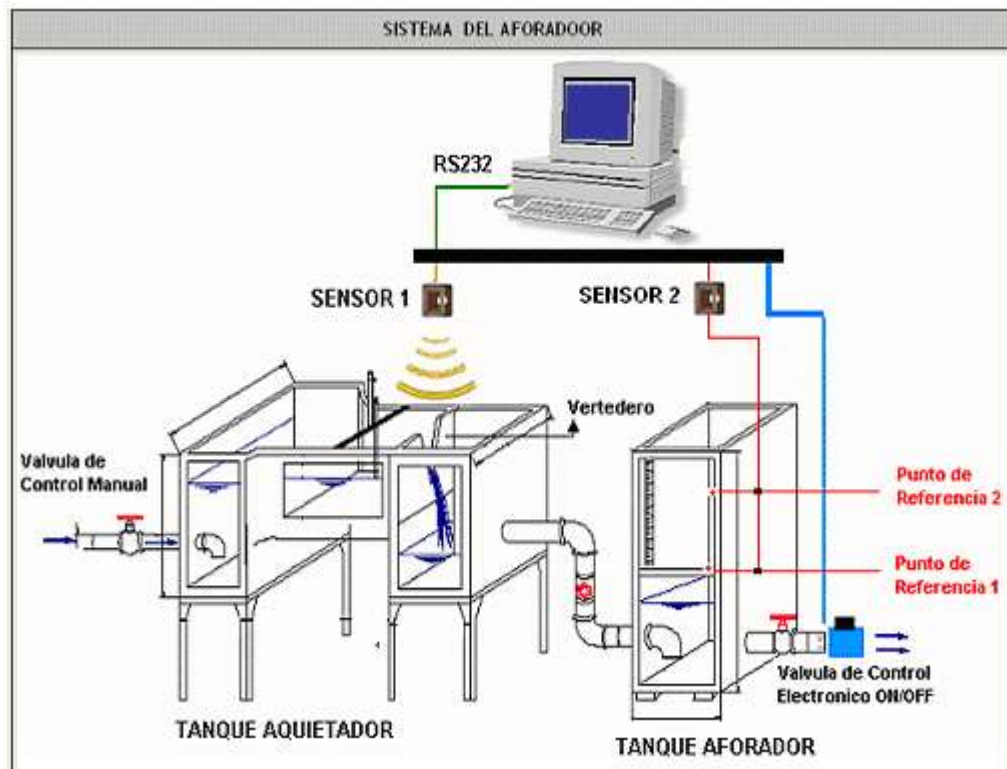 SISTEMA DEL AFORADOOR
RS232
SENSOR 1
SENSOR 2
Vertedero
Valvula de
Control Manual
Punto de
Referencia 2
Punto de
Referencia 1
Valvula de Control
Electronico ON/OFF
TANQUE AQUIETADOR
TANQUE AFORADOR